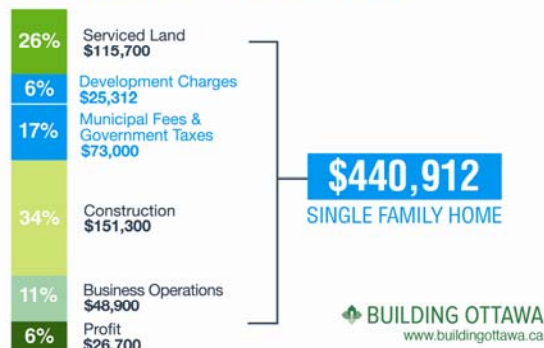 26%
Serviced Land
$115,700
6%
Development Charges
$25,312
17%
Municipal Fees &
Government Taxes
$73,000
34%
Construction
$151,300
11%
Business Operations
$48,900
6%
Profit
$26,700
$440,912
SINGLE FAMILY HOME
BUILDING OTTAWA
www.buildingottawa.ca